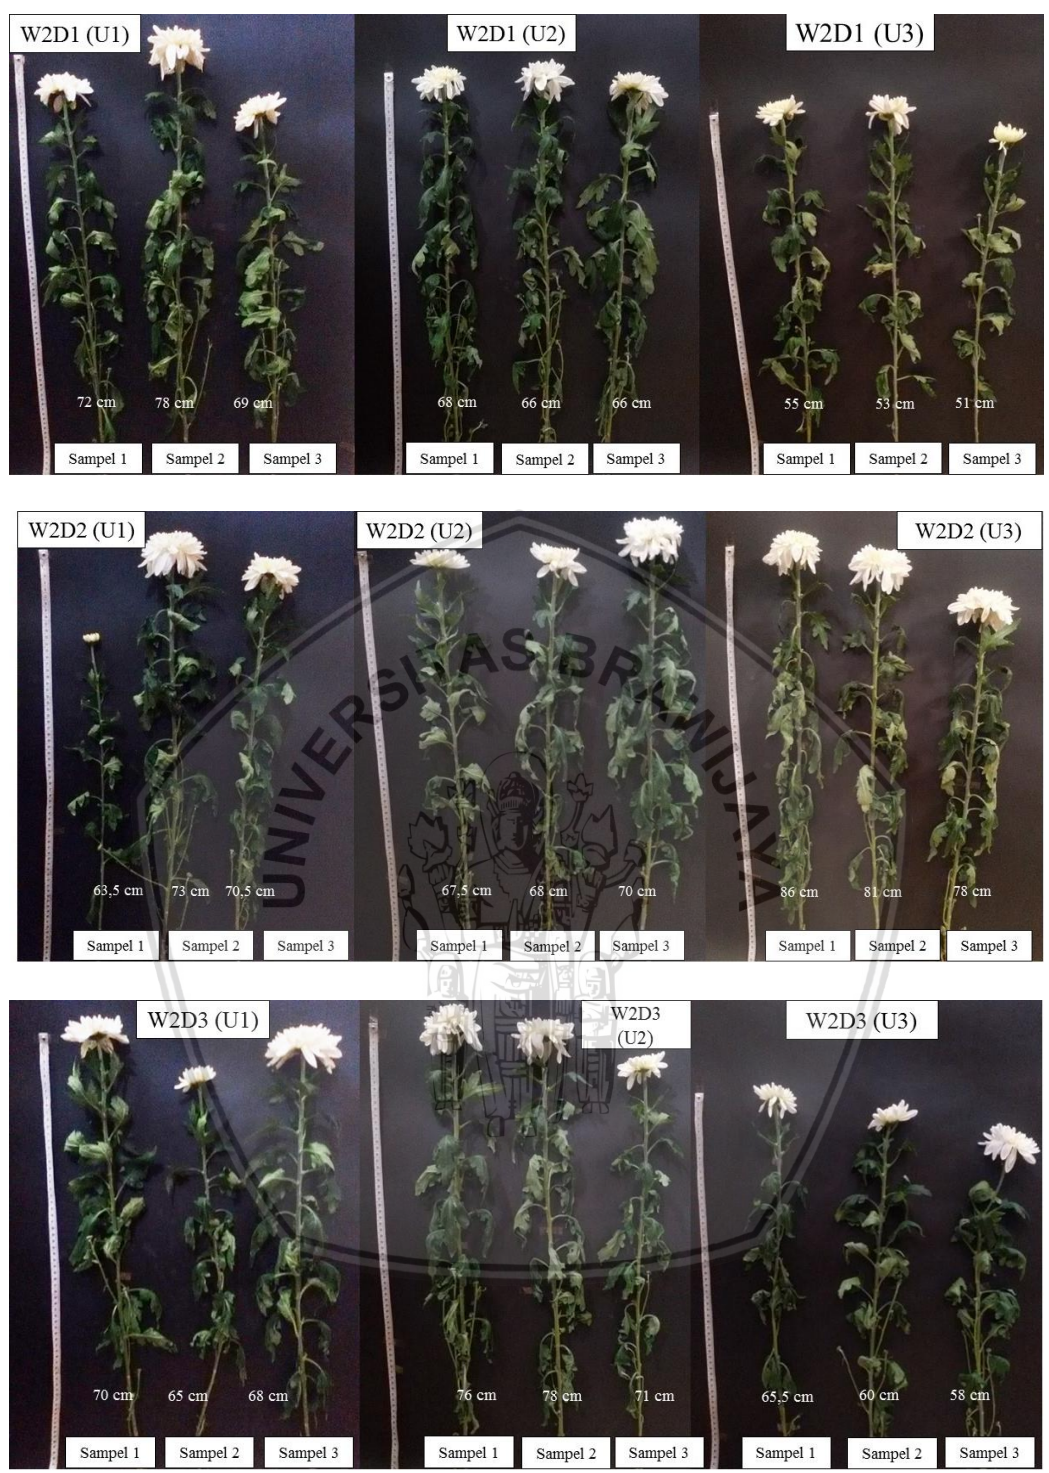 W2D1 (U1)
W2D1 (U2)
W2D1 (U3)
72 cm
78 cm
69 cm
68 cm
66 cm
66 cm
55 cm
53 cm
51 cm
Sampel 1
Sampel 2
Sampel 3
Sampel 1
Sampel 2
Sampel 3
Sampel 1
Sampel 2
Sampel 3
W2D2 (U1)
W2D2 (U2)
W2D2 (U3)
UNIVERSITAS BRAWIJAYA
63,5 cm
73 cm
70,5 cm
67,5 cm
68 cm
70 cm
86 cm
81 cm
78 cm
Sampel 1
Sampel 2
Sampel 3
Sampel 1
Sampel 2
Sampel 3
Sampel 1
Sampel 2
Sampel 3
W2D3 (U1)
W2D3
(U2)
W2D3 (U3)
70 cm
65 cm
68 cm
76 cm
78 cm
71 cm
65,5 cm
60 cm
58 cm
Sampel 1
Sampel 2
Sampel 3
Sampel 1
Sampel 2
Sampel 3
Sampel 1
Sampel 2
Sampel 3